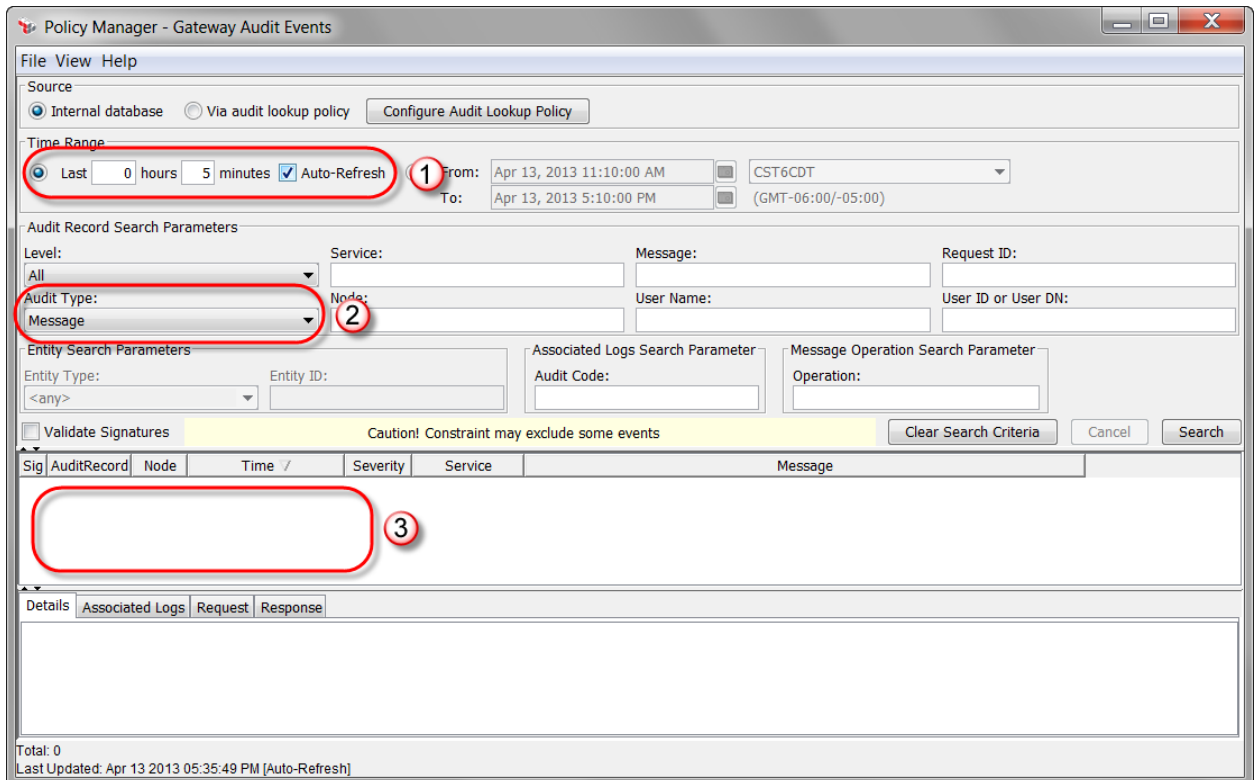 Policy Manager - Gateway Audit Events
File View Help
Source
Internal database Via audit lookup policy Configure Audit Lookup Policy
Time Range
Last 0 hours 5 minutes Auto-Refresh 1 From: Apr 13, 2013 11:10:00 AM CST6CDT
To: Apr 13, 2013 5:10:00 PM (GMT-06:00/-05:00)
Audit Record Search Parameters
Level: Service: Message: Request ID:
All
Audit Type: Node: User Name: User ID or User DN:
Message 2
Entity Search Parameters Associated Logs Search Parameter Message Operation Search Parameter
Entity Type: Entity ID: Audit Code: Operation:
<any>
Validate Signatures Caution! Constraint may exclude some events Clear Search Criteria Cancel Search
Sig AuditRecord Node Time Severity Service Message
3
Details Associated Logs Request Response
Total: 0
Last Updated: Apr 13 2013 05:35:49 PM [Auto-Refresh]